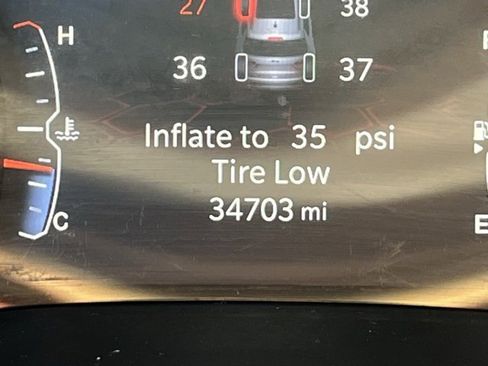 27 38
H
36 37
Inflate to 35 psi
Tire Low
34703 mi
C
E